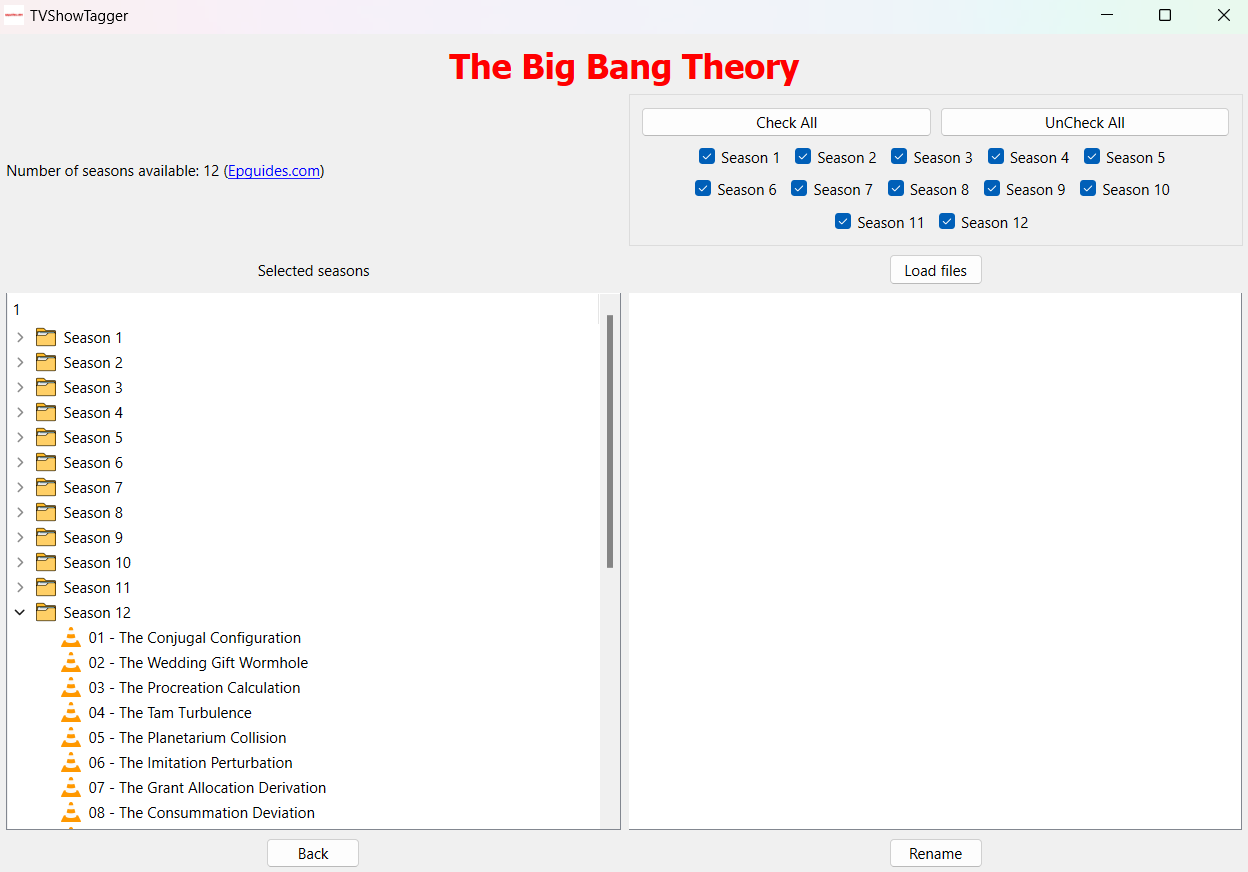 TVShowTagger
The Big Bang Theory
Number of seasons available: 12 (Epguides.com)
Check All
UnCheck All
Season 1 Season 2 Season 3 Season 4 Season 5
Season 6 Season 7 Season 8 Season 9 Season 10
Season 11 Season 12
Selected seasons
Load files
1
Season 1
Season 2
Season 3
Season 4
Season 5
Season 6
Season 7
Season 8
Season 9
Season 10
Season 11
Season 12
01 - The Conjugal Configuration
02 - The Wedding Gift Wormhole
03 - The Procreation Calculation
04 - The Tam Turbulence
05 - The Planetarium Collision
06 - The Imitation Perturbation
07 - The Grant Allocation Derivation
08 - The Consummation Deviation
Back
Rename